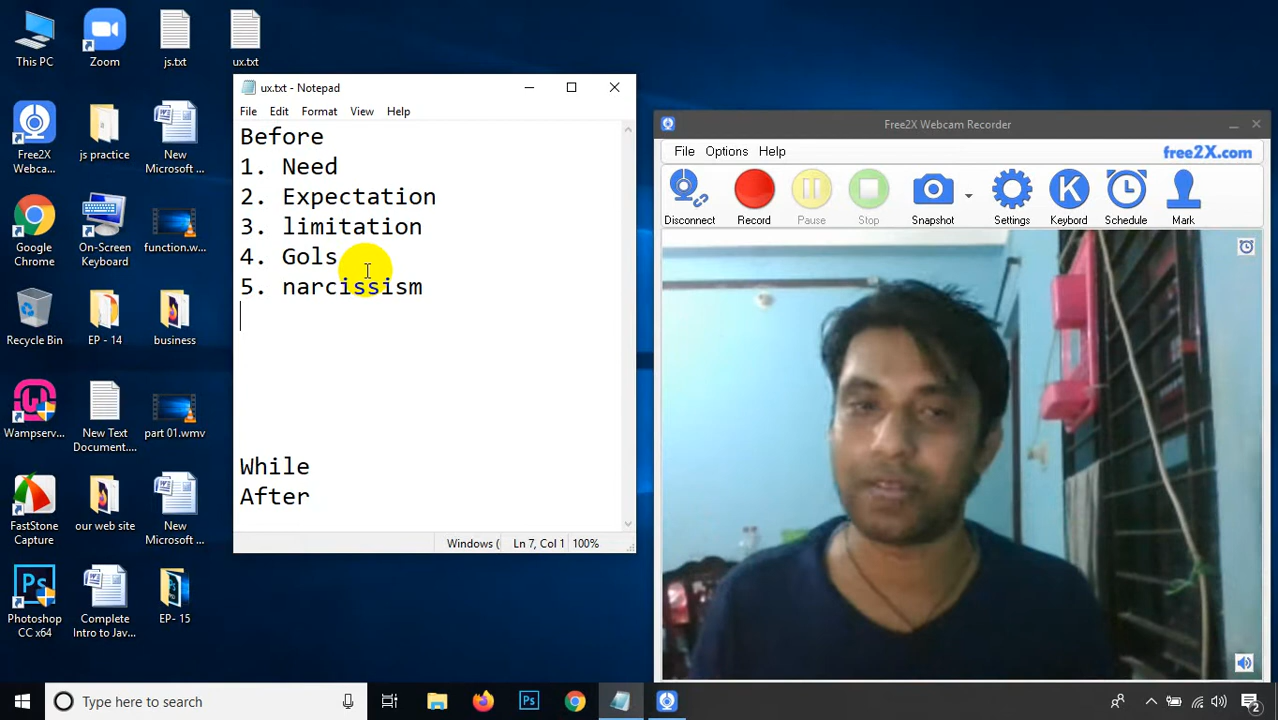 This PC
Zoom
js.txt
ux.txt
Free2X Webca...
js practice
New Microsoft ...
Google Chrome
On-Screen Keyboard
function.w...
Recycle Bin
EP - 14
business
Wampserv...
New Text Document....
part 01.wmv
FastStone Capture
our web site
New Microsoft ...
Photoshop CC x64
Complete Intro to Jav...
EP- 15
ux.txt - Notepad
File Edit Format View Help
Before
1. Need
2. Expectation
3. limitation
4. Gols
5. narcissism
While
After
Windows (
Ln 7, Col 1
100%
Free2X Webcam Recorder
File Options Help
free2X.com
Disconnect Record Pause Stop Snapshot Settings Keybord Schedule Mark
K
Ps
Type here to search
Ps
2